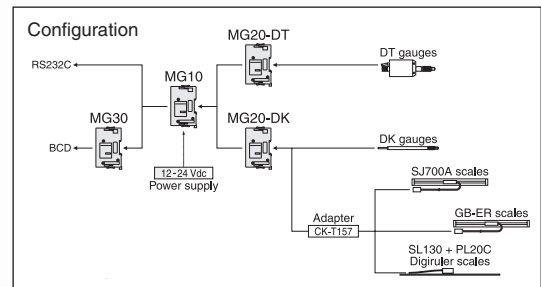 Configuration
MG20-DT
DT gauges
RS232C
MG10
MG30
MG20-DK
BCD
DK gauges
12-24 Vdc
Power supply
SJ700A scales
Adapter
CK-T157
GB-ER scales
SL130 + PL20C
Digiruler scales